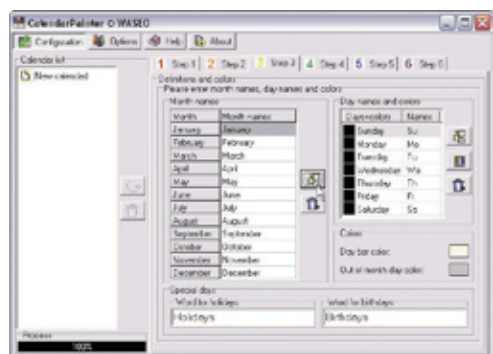 CalendarPainter © WASEO
Configuration Options Help About
Calendar list
New calendar
1 Step 1 2 Step 2 3 Step 3 4 Step 4 5 Step 5 6 Step 6
Definitions and colors
Please enter month names, day names and colors
Month names
Month Month names
January January
February February
March March
April April
May May
June June
July July
August August
September September
October October
November November
December December
Day names and colors
Days+colors Names
Sunday Su
Monday Mo
Tuesday Tu
Wednesday We
Thursday Th
Friday Fr
Saturday Sa
Colors
Day bar color:
Out of month day color:
Special days
Word for holidays
Holidays
Word for birthdays
Birthdays
Progress
100%